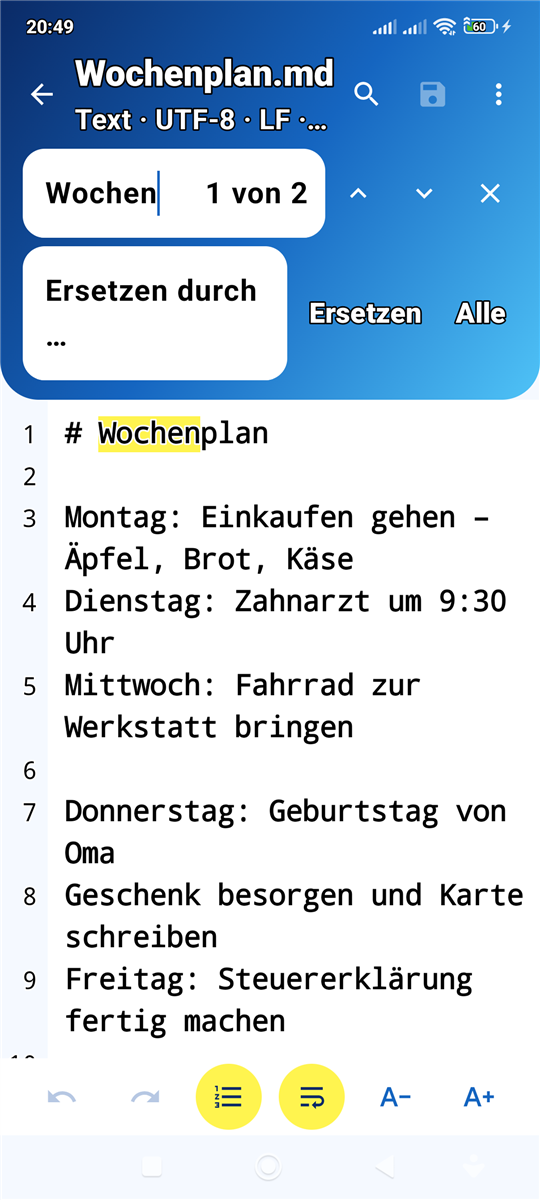 20:49
60
Wochenplan.md
Text · UTF-8 · LF ·…
Wochen 1 von 2
Ersetzen durch
…
Ersetzen Alle
1 # Wochenplan
2
3 Montag: Einkaufen gehen –
Äpfel, Brot, Käse
4 Dienstag: Zahnarzt um 9:30
Uhr
5 Mittwoch: Fahrrad zur
Werkstatt bringen
6
7 Donnerstag: Geburtstag von
Oma
8 Geschenk besorgen und Karte
schreiben
9 Freitag: Steuererklärung
fertig machen
A- A+